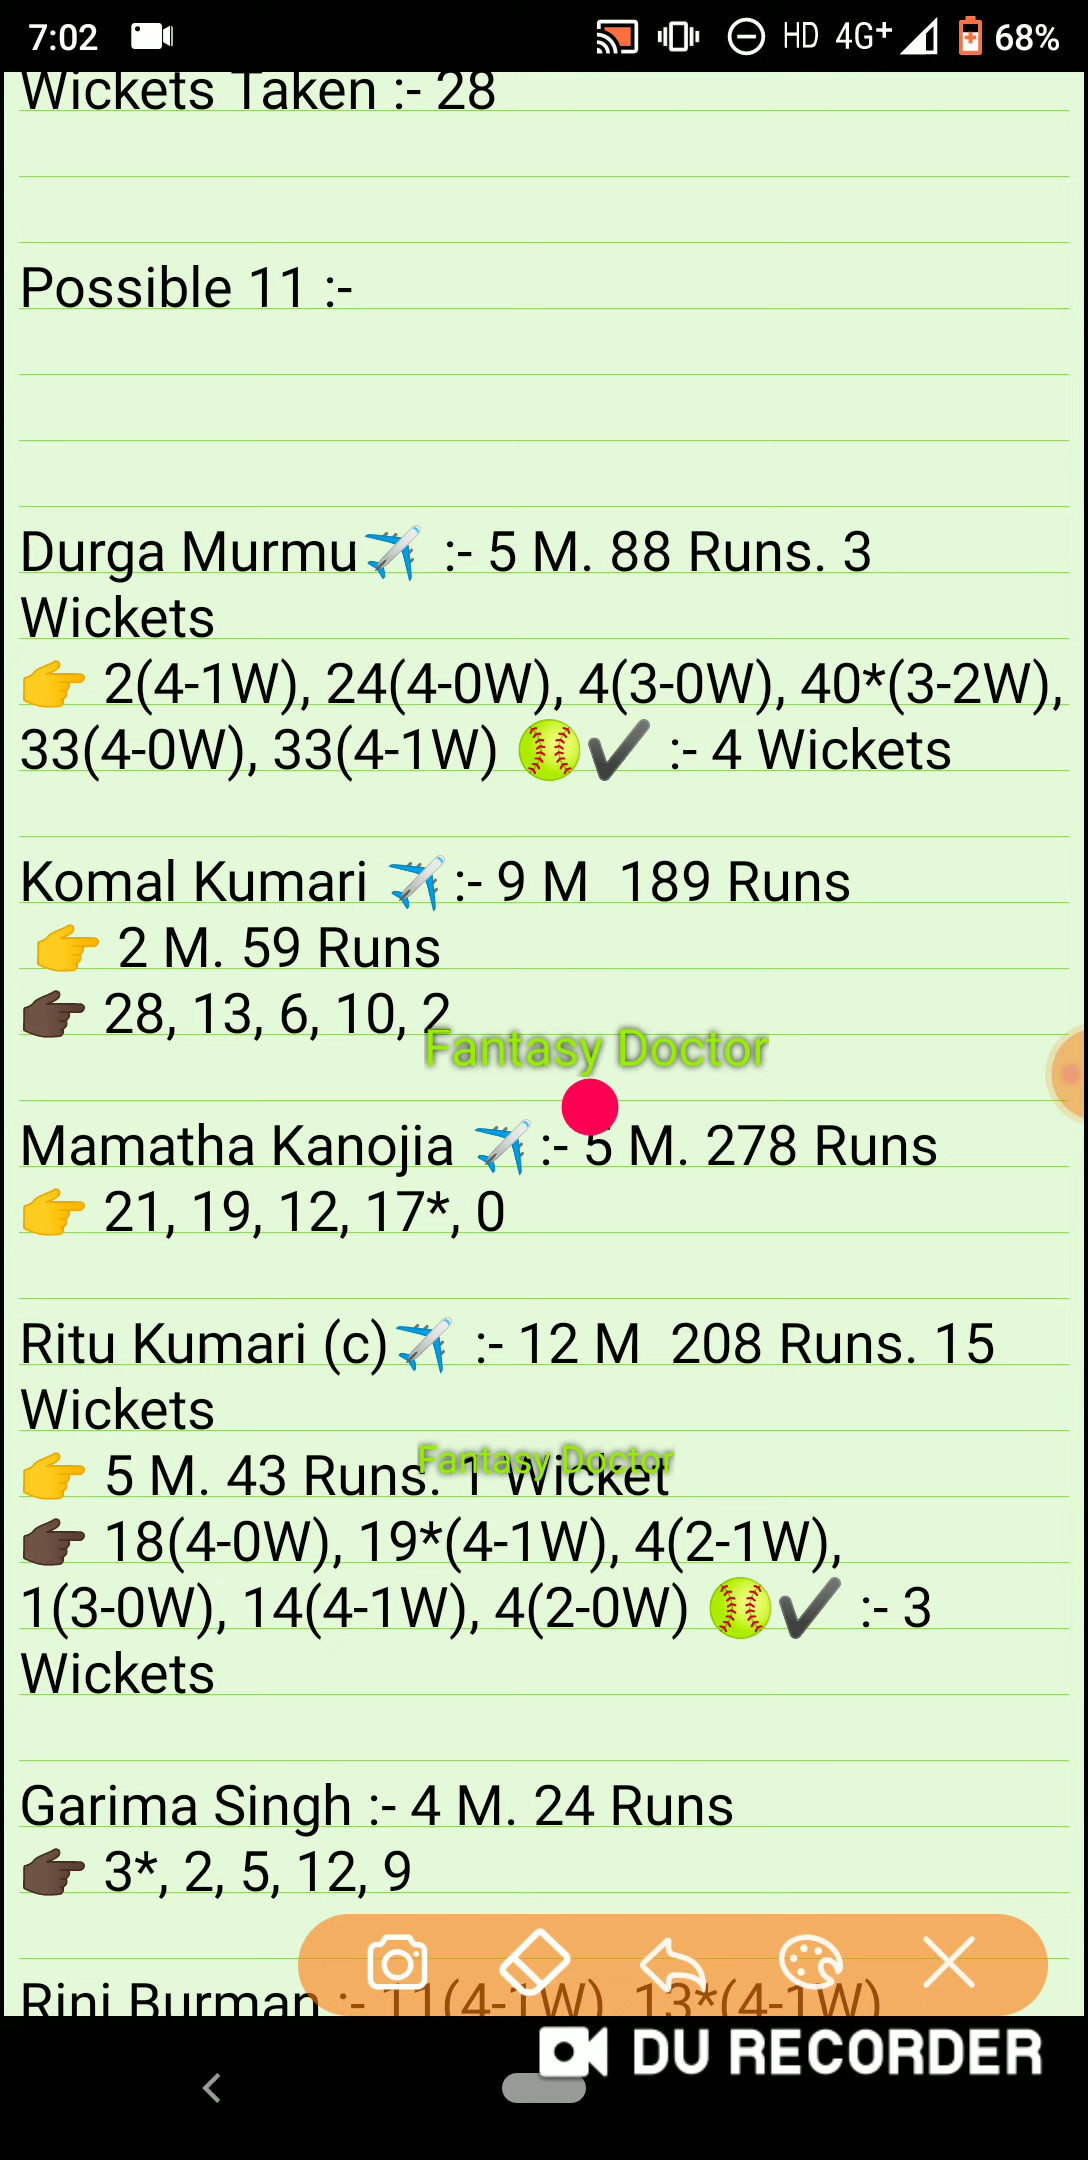 7:02 HD 4G+ 68%
Wickets Taken :- 28
Possible 11 :-
Durga Murmu✈️ :- 5 M. 88 Runs. 3
Wickets
👉 2(4-1W), 24(4-0W), 4(3-0W), 40*(3-2W),
33(4-0W), 33(4-1W) 🥎✔️ :- 4 Wickets
Komal Kumari ✈️:- 9 M  189 Runs
👉 2 M. 59 Runs
👉🏿 28, 13, 6, 10, 2
Fantasy Doctor
Mamatha Kanojia ✈️:- 5 M. 278 Runs
👉 21, 19, 12, 17*, 0
Ritu Kumari (c)✈️ :- 12 M  208 Runs. 15
Wickets
Fantasy Doctor
👉 5 M. 43 Runs. 1 Wicket
👉🏿 18(4-0W), 19*(4-1W), 4(2-1W),
1(3-0W), 14(4-1W), 4(2-0W) 🥎✔️ :- 3
Wickets
Garima Singh :- 4 M. 24 Runs
👉🏿 3*, 2, 5, 12, 9
Rini Burman :- 11(4-1W), 13*(4-1W)
DU RECORDER